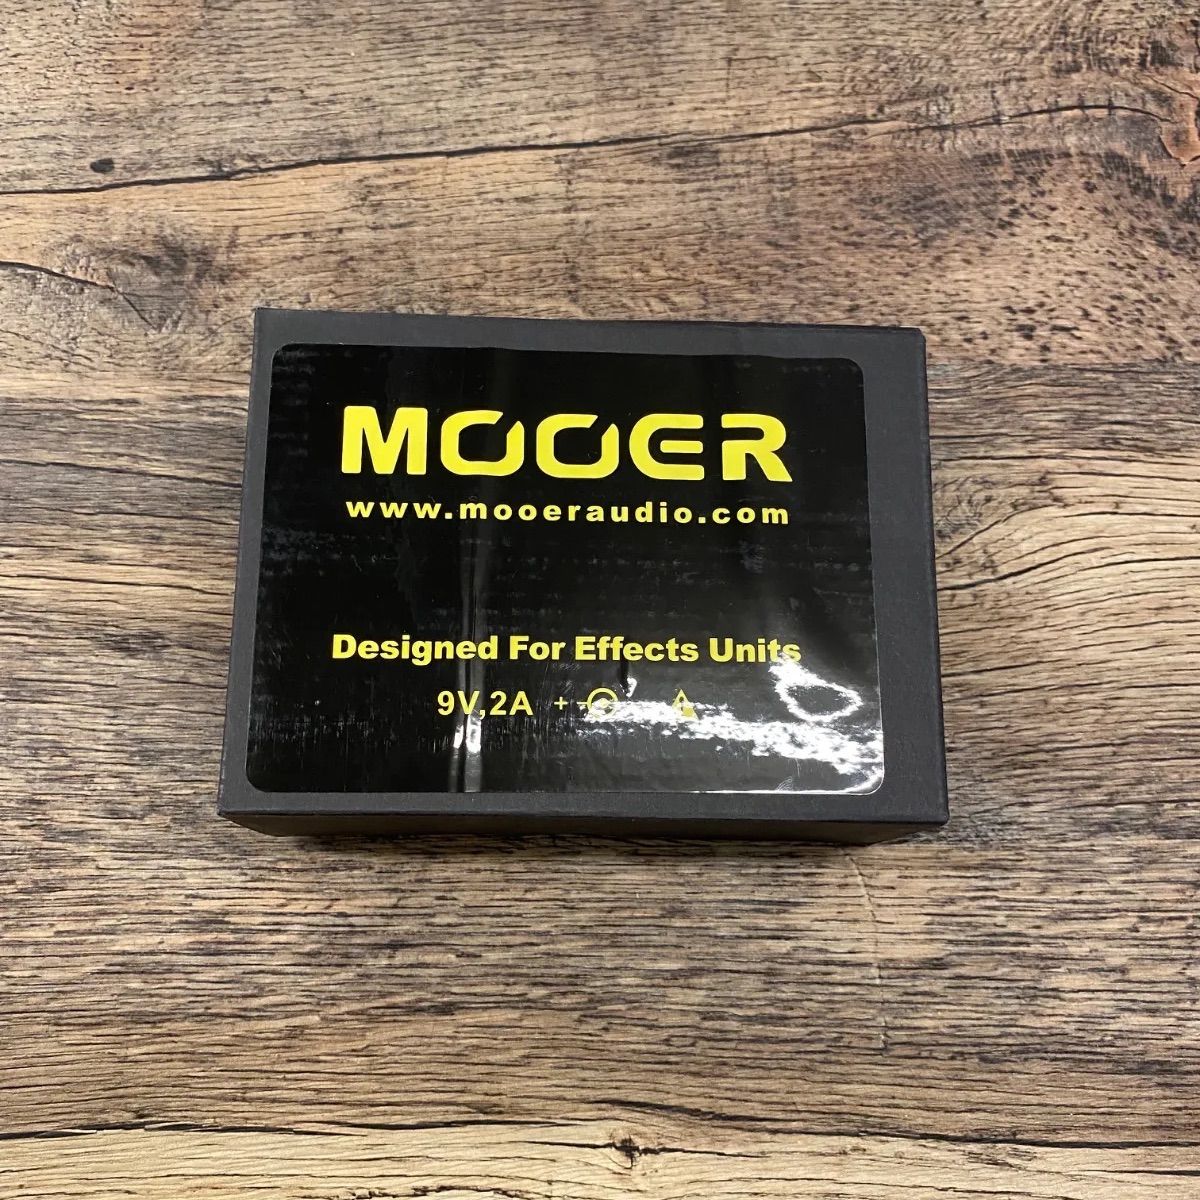 MOOER
www.mooeraudio.com
Designed For Effects Units
9V,2A + -